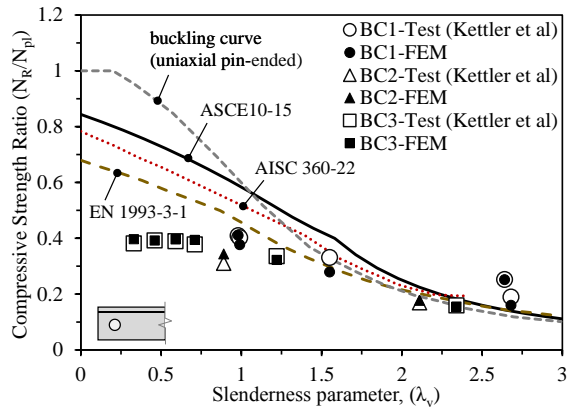 1.2
1
0.8
0.6
0.4
0.2
0
0
0.5
1
1.5
2
2.5
3
Compressive Strength Ratio (N_R/N_pl)
Slenderness parameter, (λ_v)
buckling curve
(uniaxial pin-ended)
ASCE10-15
AISC 360-22
EN 1993-3-1
BC1-Test (Kettler et al)
BC1-FEM
BC2-Test (Kettler et al)
BC2-FEM
BC3-Test (Kettler et al)
BC3-FEM